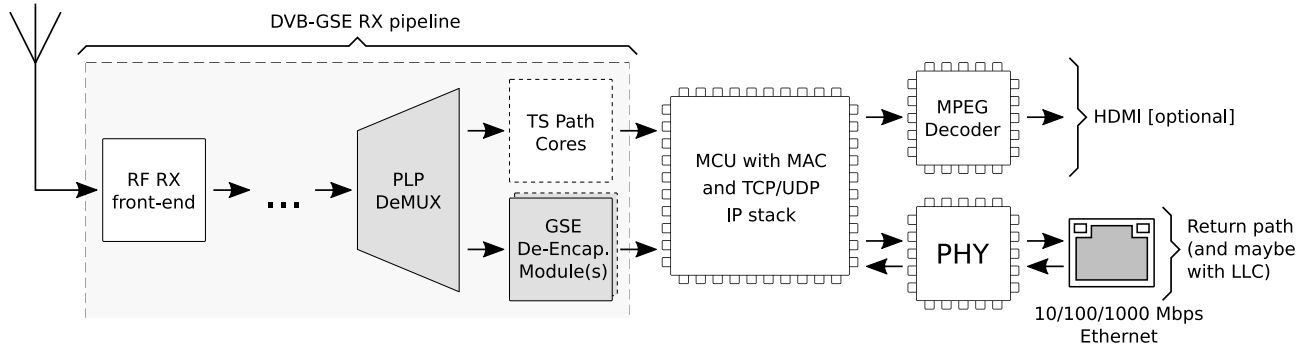 DVB-GSE RX pipeline
RF RX
front-end
...
PLP
DeMUX
TS Path
Cores
GSE
De-Encap.
Module(s)
MCU with MAC
and TCP/UDP
IP stack
MPEG
Decoder
HDMI [optional]
PHY
10/100/1000 Mbps
Ethernet
Return path
(and maybe
with LLC)